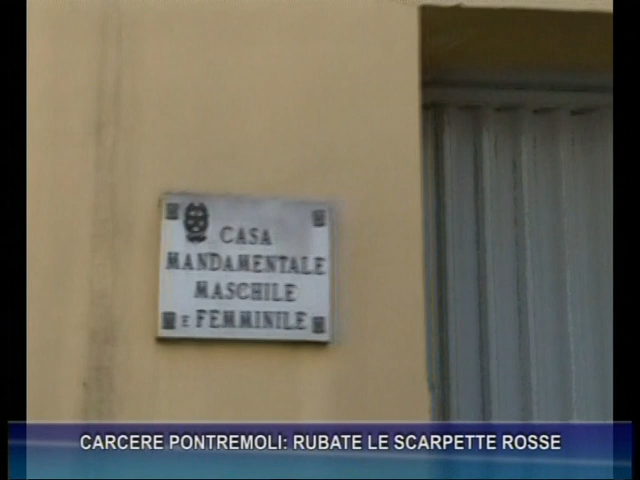 CASA
MANDAMENTALE
MASCHILE
E FEMMINILE
CARCERE PONTREMOLI: RUBATE LE SCARPETTE ROSSE